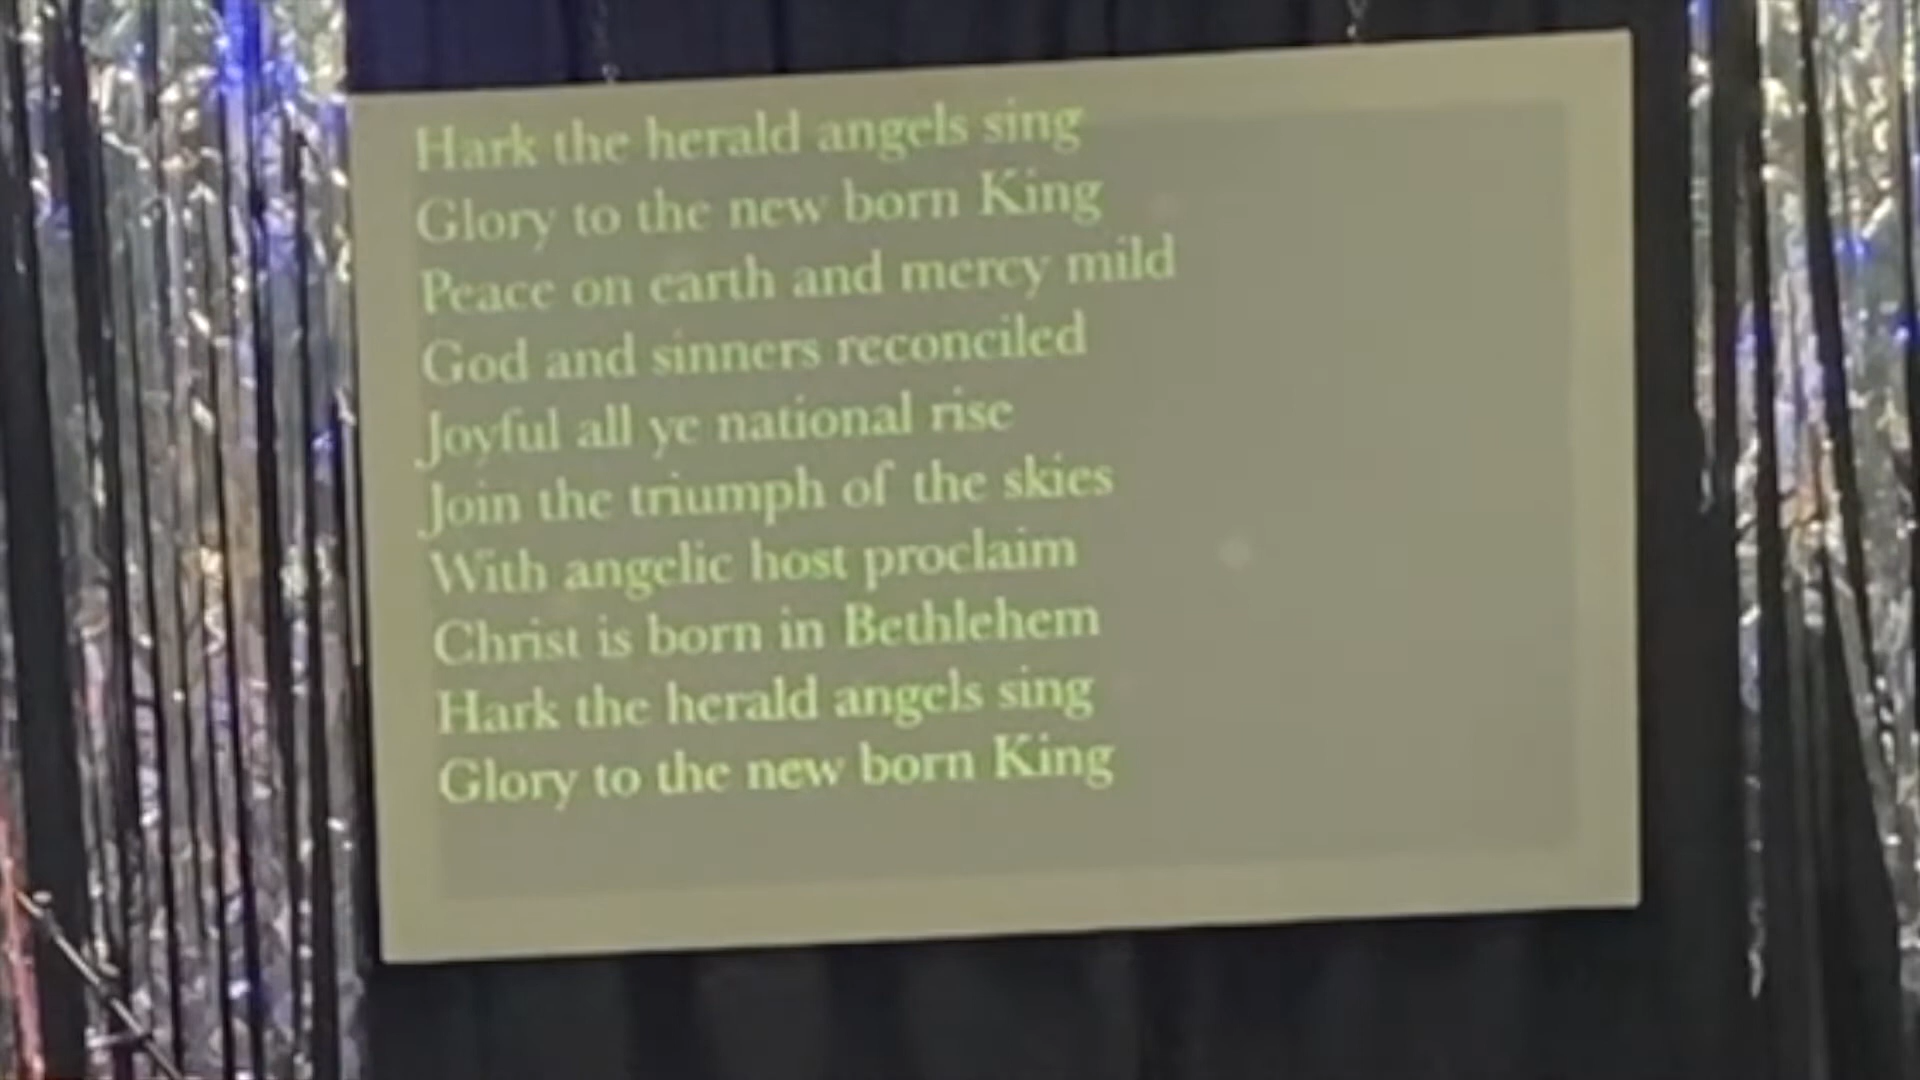 Hark the herald angels sing
Glory to the new born King
Peace on earth and mercy mild
God and sinners reconciled
Joyful all ye national rise
Join the triumph of the skies
With angelic host proclaim
Christ is born in Bethlehem
Hark the herald angels sing
Glory to the new born King